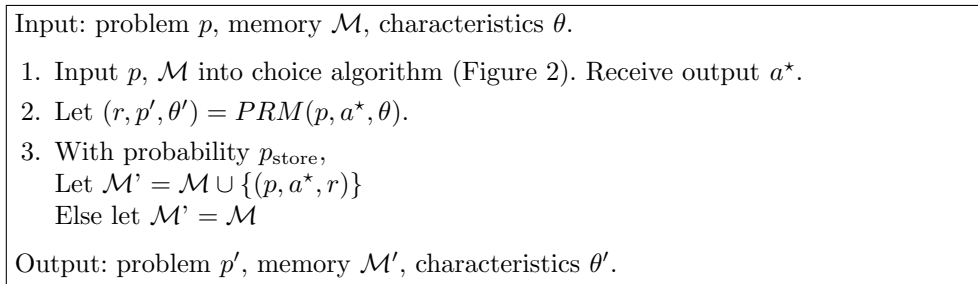 Input: problem p, memory ℳ, characteristics θ.
1. Input p, ℳ into choice algorithm (Figure 2). Receive output a⋆.
2. Let (r, p′, θ′) = PRM(p, a⋆, θ).
3. With probability p_store,
Let ℳ’ = ℳ ∪ {(p, a⋆, r)}
Else let ℳ’ = ℳ
Output: problem p′, memory ℳ′, characteristics θ′.